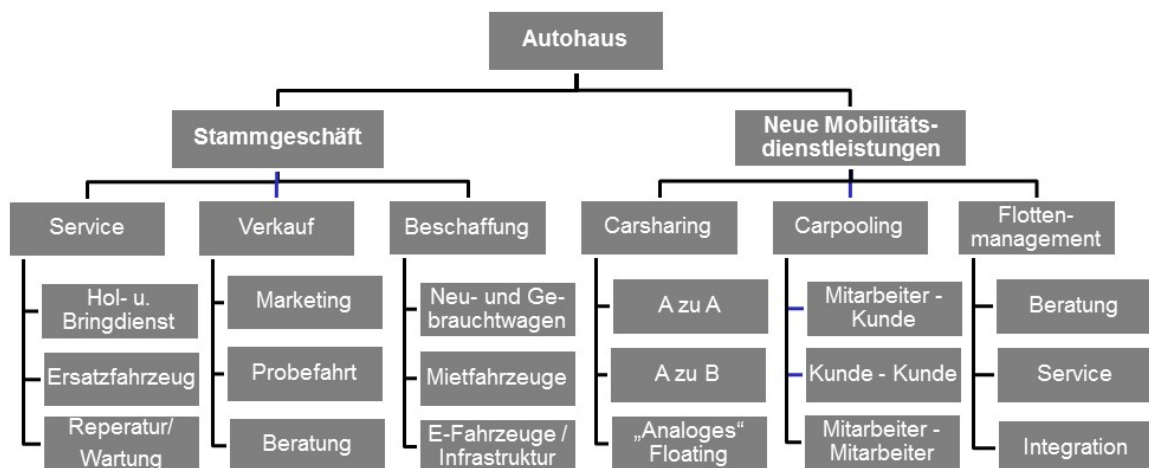 Autohaus
Stammgeschäft
Neue Mobilitäts-
dienstleistungen
Service
Verkauf
Beschaffung
Carsharing
Carpooling
Flotten-
management
Hol- u.
Bringdienst
Ersatzfahrzeug
Reperatur/
Wartung
Marketing
Probefahrt
Beratung
Neu- und Ge-
brauchtwagen
Mietfahrzeuge
E-Fahrzeuge /
Infrastruktur
A zu A
A zu B
„Analoges“
Floating
Mitarbeiter -
Kunde
Kunde - Kunde
Mitarbeiter -
Mitarbeiter
Beratung
Service
Integration